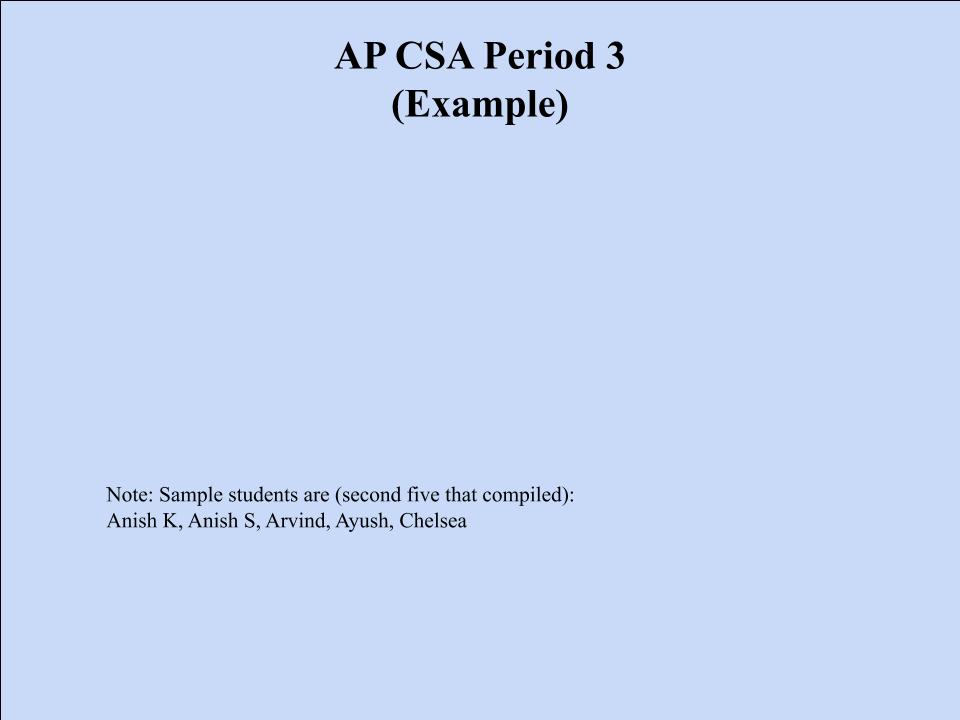 AP CSA Period 3
(Example)
Note: Sample students are (second five that compiled):
Anish K, Anish S, Arvind, Ayush, Chelsea